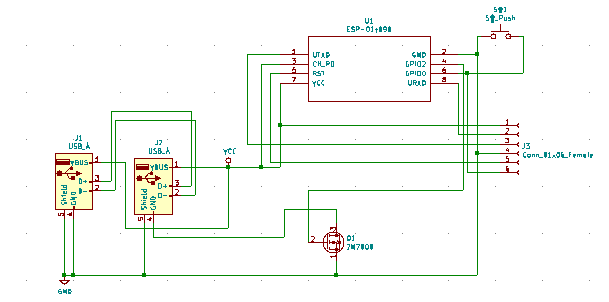 U1
ESP-01v090
1 UTXD
3 CH_PD
5 RST
7 VCC
GND 2
GPIO2 4
GPIO0 6
URXD 8
SW1
SW_Push
1
2
3
4
5
6
J3
Conn_01x06_Female
J1
USB_A
VBUS 1
D+ 3
D- 2
Shield
GND
5
4
J2
USB_A
VBUS 1
D+ 3
D- 2
Shield
GND
5
4
VCC
Q1
2N7000
3
2
1
GND